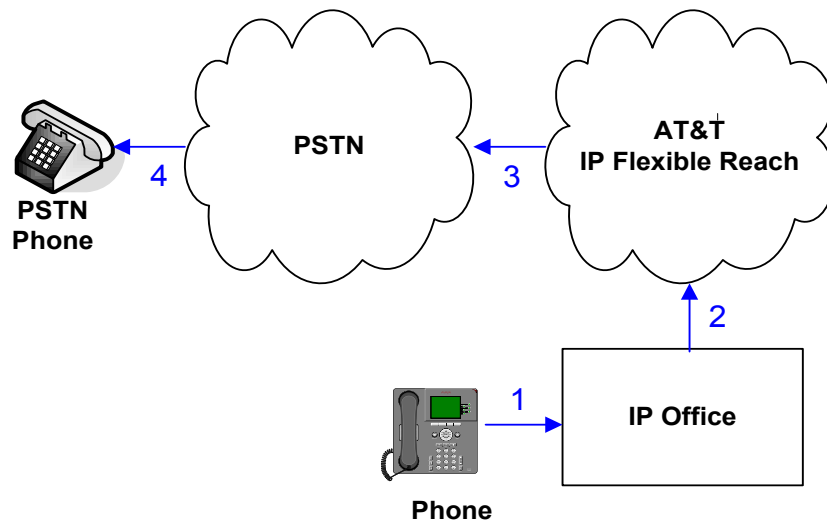 PSTN
AT&T
IP Flexible Reach
4
3
PSTN
Phone
2
1
IP Office
Phone